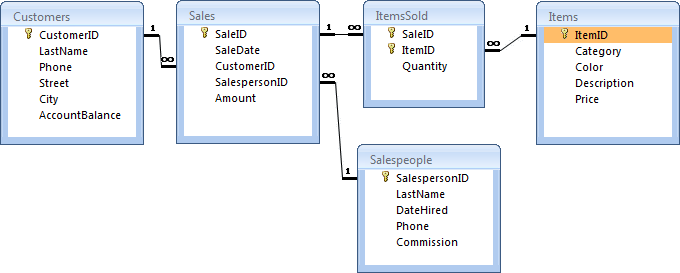 Customers
CustomerID
LastName
Phone
Street
City
AccountBalance
1
∞
Sales
SaleID
SaleDate
CustomerID
SalespersonID
Amount
1
∞
∞
1
ItemsSold
SaleID
ItemID
Quantity
∞
1
Items
ItemID
Category
Color
Description
Price
Salespeople
SalespersonID
LastName
DateHired
Phone
Commission